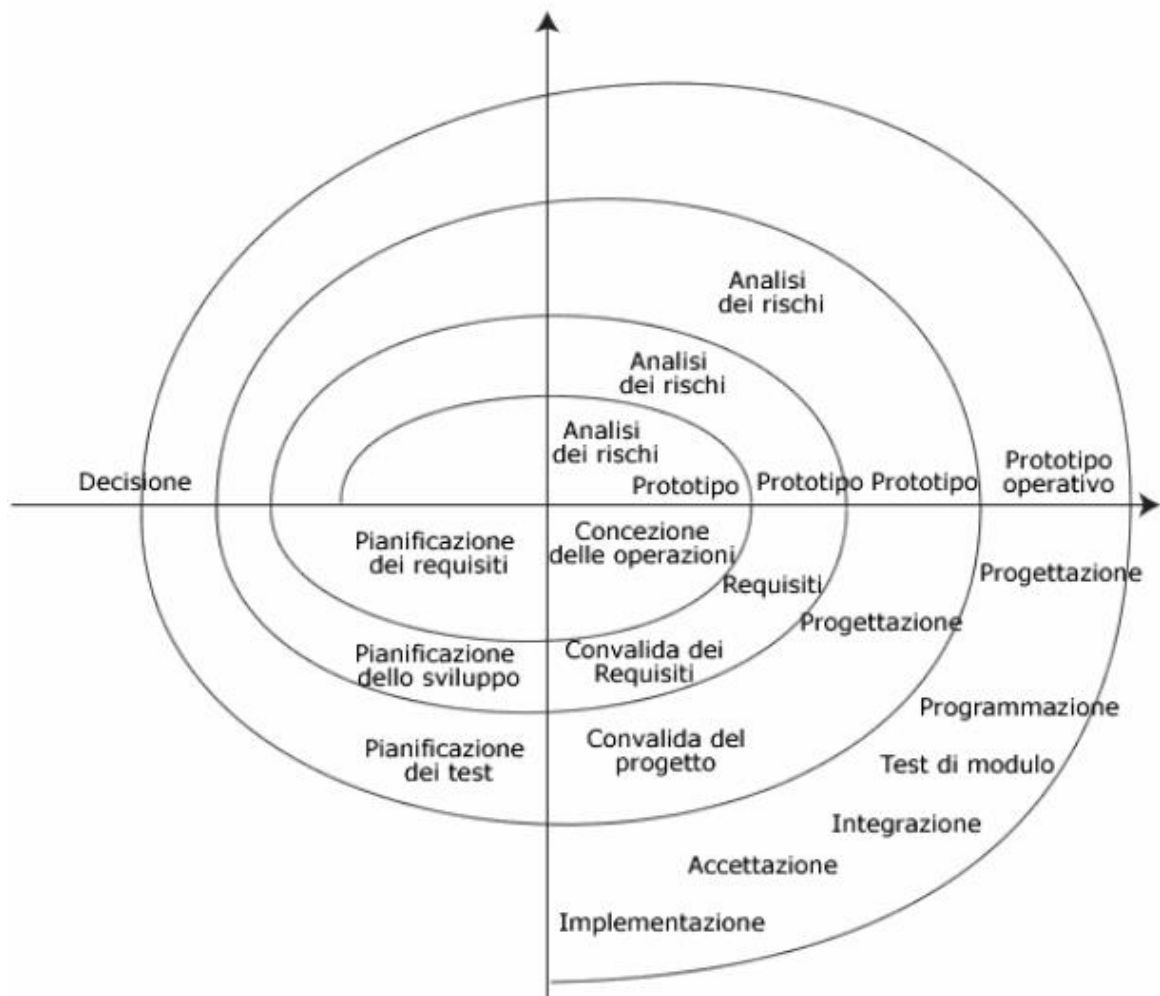 Analisi
dei rischi
Analisi
dei rischi
Analisi
dei rischi
Decisione
Prototipo
Prototipo
Prototipo
Prototipo
operativo
Pianificazione
dei requisiti
Concezione
delle operazioni
Requisiti
Progettazione
Progettazione
Pianificazione
dello sviluppo
Convalida dei
Requisiti
Pianificazione
dei test
Convalida del
progetto
Programmazione
Test di modulo
Integrazione
Accettazione
Implementazione